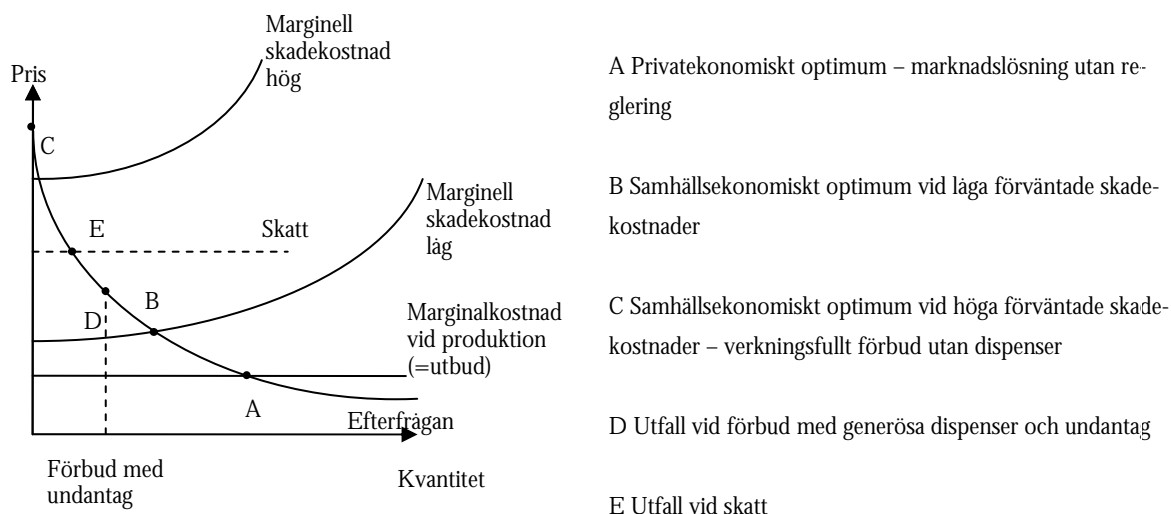 Marginell
skadekostnad
hög
Pris
C
E
Skatt
Marginell
skadekostnad
låg
B
D
Marginalkostnad
vid produktion
(=utbud)
A
Efterfrågan
Förbud med
undantag
Kvantitet
A Privatekonomiskt optimum – marknadslösning utan re-
glering
B Samhällsekonomiskt optimum vid låga förväntade skade-
kostnader
C Samhällsekonomiskt optimum vid höga förväntade skade-
kostnader – verkningsfullt förbud utan dispenser
D Utfall vid förbud med generösa dispenser och undantag
E Utfall vid skatt